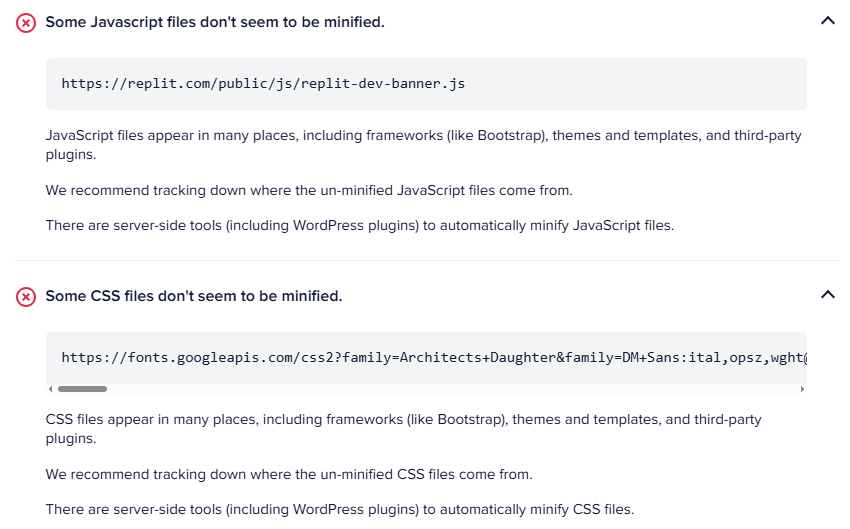 Some Javascript files don't seem to be minified.
https://replit.com/public/js/replit-dev-banner.js
JavaScript files appear in many places, including frameworks (like Bootstrap), themes and templates, and third-party
plugins.
We recommend tracking down where the un-minified JavaScript files come from.
There are server-side tools (including WordPress plugins) to automatically minify JavaScript files.
Some CSS files don't seem to be minified.
https://fonts.googleapis.com/css2?family=Architects+Daughter&family=DM+Sans:ital,opsz,wght@
CSS files appear in many places, including frameworks (like Bootstrap), themes and templates, and third-party
plugins.
We recommend tracking down where the un-minified CSS files come from.
There are server-side tools (including WordPress plugins) to automatically minify CSS files.